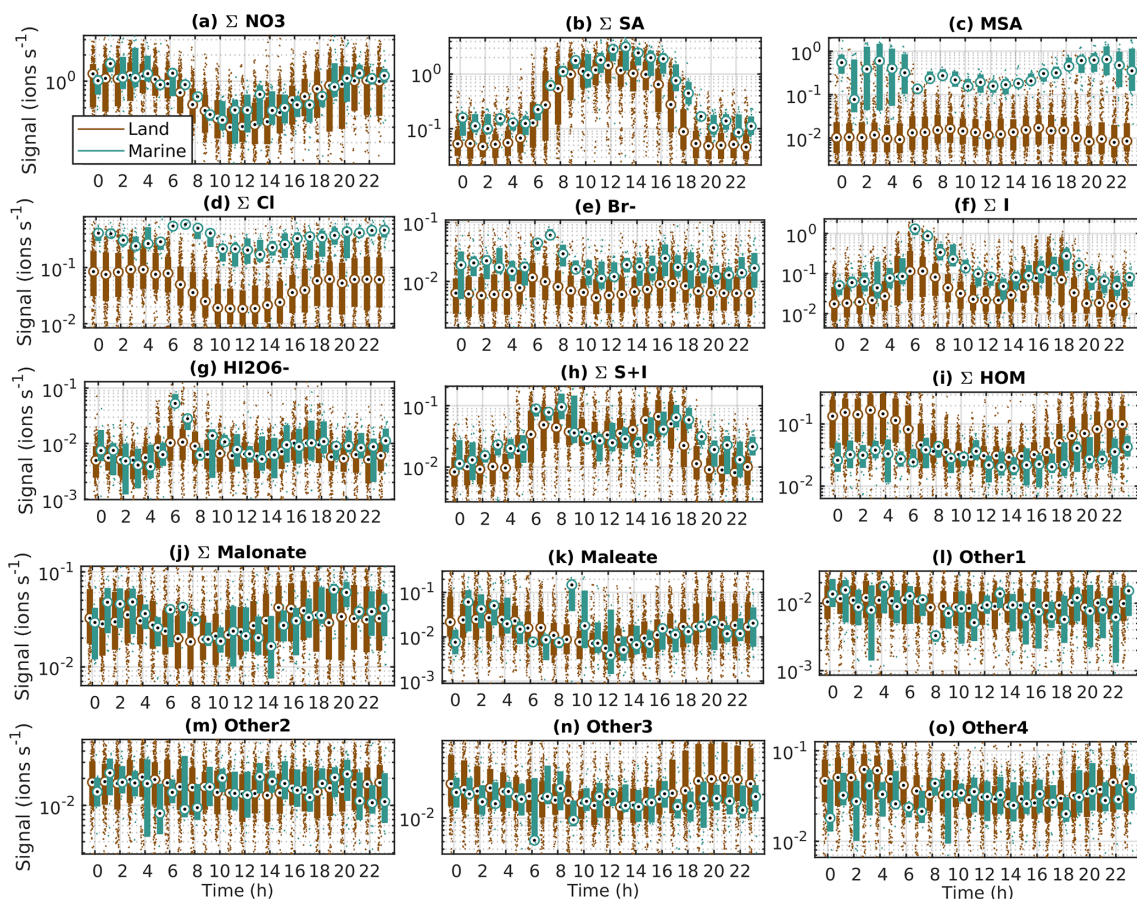 (a) Σ NO3
(b) Σ SA
(c) MSA
Signal (ions s⁻¹)
10⁰
Land
Marine
0 2 4 6 8 10 12 14 16 18 20 22
10⁰
10⁻¹
0 2 4 6 8 10 12 14 16 18 20 22
10⁰
10⁻¹
10⁻²
0 2 4 6 8 10 12 14 16 18 20 22
(d) Σ Cl
(e) Br-
(f) Σ I
Signal (ions s⁻¹)
10⁻¹
10⁻²
0 2 4 6 8 10 12 14 16 18 20 22
10⁻¹
10⁻²
0 2 4 6 8 10 12 14 16 18 20 22
10⁰
10⁻¹
10⁻²
0 2 4 6 8 10 12 14 16 18 20 22
(g) HI2O6-
(h) Σ S+I
(i) Σ HOM
Signal (ions s⁻¹)
10⁻¹
10⁻²
10⁻³
0 2 4 6 8 10 12 14 16 18 20 22
10⁻¹
10⁻²
0 2 4 6 8 10 12 14 16 18 20 22
10⁻¹
10⁻²
0 2 4 6 8 10 12 14 16 18 20 22
(j) Σ Malonate
(k) Maleate
(l) Other1
Signal (ions s⁻¹)
10⁻¹
10⁻²
0 2 4 6 8 10 12 14 16 18 20 22
10⁻¹
10⁻²
10⁻³
0 2 4 6 8 10 12 14 16 18 20 22
10⁻²
10⁻³
0 2 4 6 8 10 12 14 16 18 20 22
(m) Other2
(n) Other3
(o) Other4
Signal (ions s⁻¹)
10⁻²
0 2 4 6 8 10 12 14 16 18 20 22
Time (h)
10⁻²
0 2 4 6 8 10 12 14 16 18 20 22
Time (h)
10⁻¹
10⁻²
0 2 4 6 8 10 12 14 16 18 20 22
Time (h)